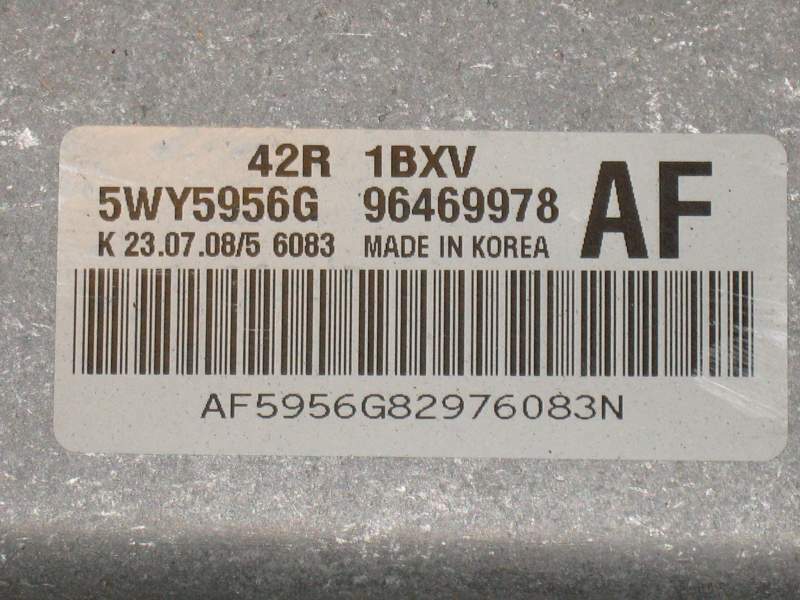 42R 1BXV
5WY5956G 96469978 AF
K 23.07.08/5 6083 MADE IN KOREA
AF5956G82976083N